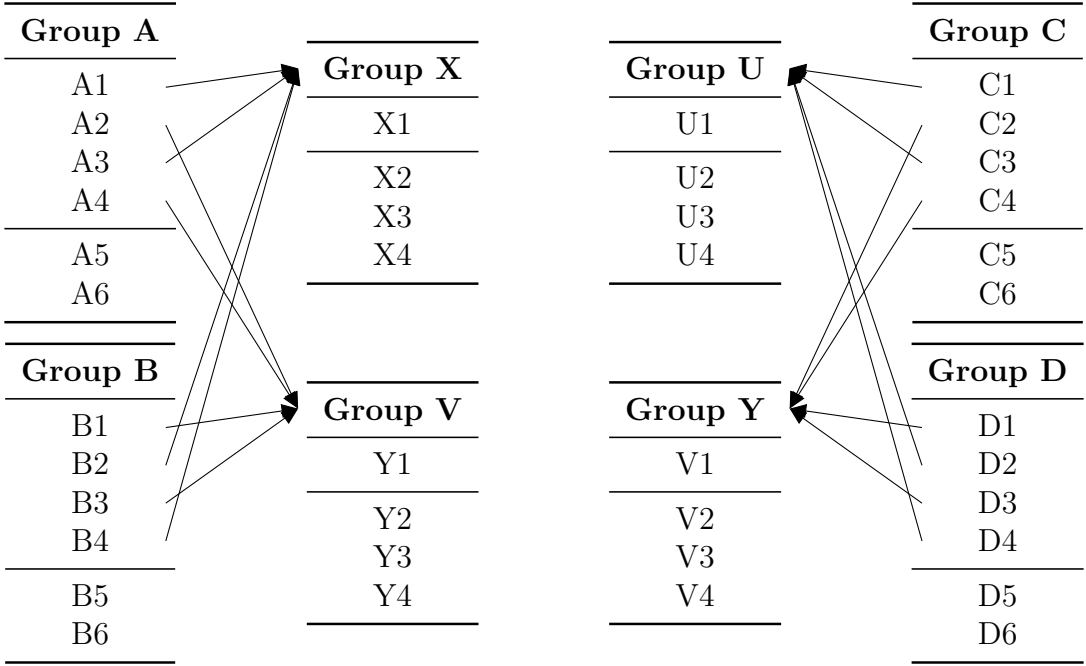 Group A
A1
A2
A3
A4
A5
A6
Group B
B1
B2
B3
B4
B5
B6
Group X
X1
X2
X3
X4
Group V
Y1
Y2
Y3
Y4
Group U
U1
U2
U3
U4
Group Y
V1
V2
V3
V4
Group C
C1
C2
C3
C4
C5
C6
Group D
D1
D2
D3
D4
D5
D6